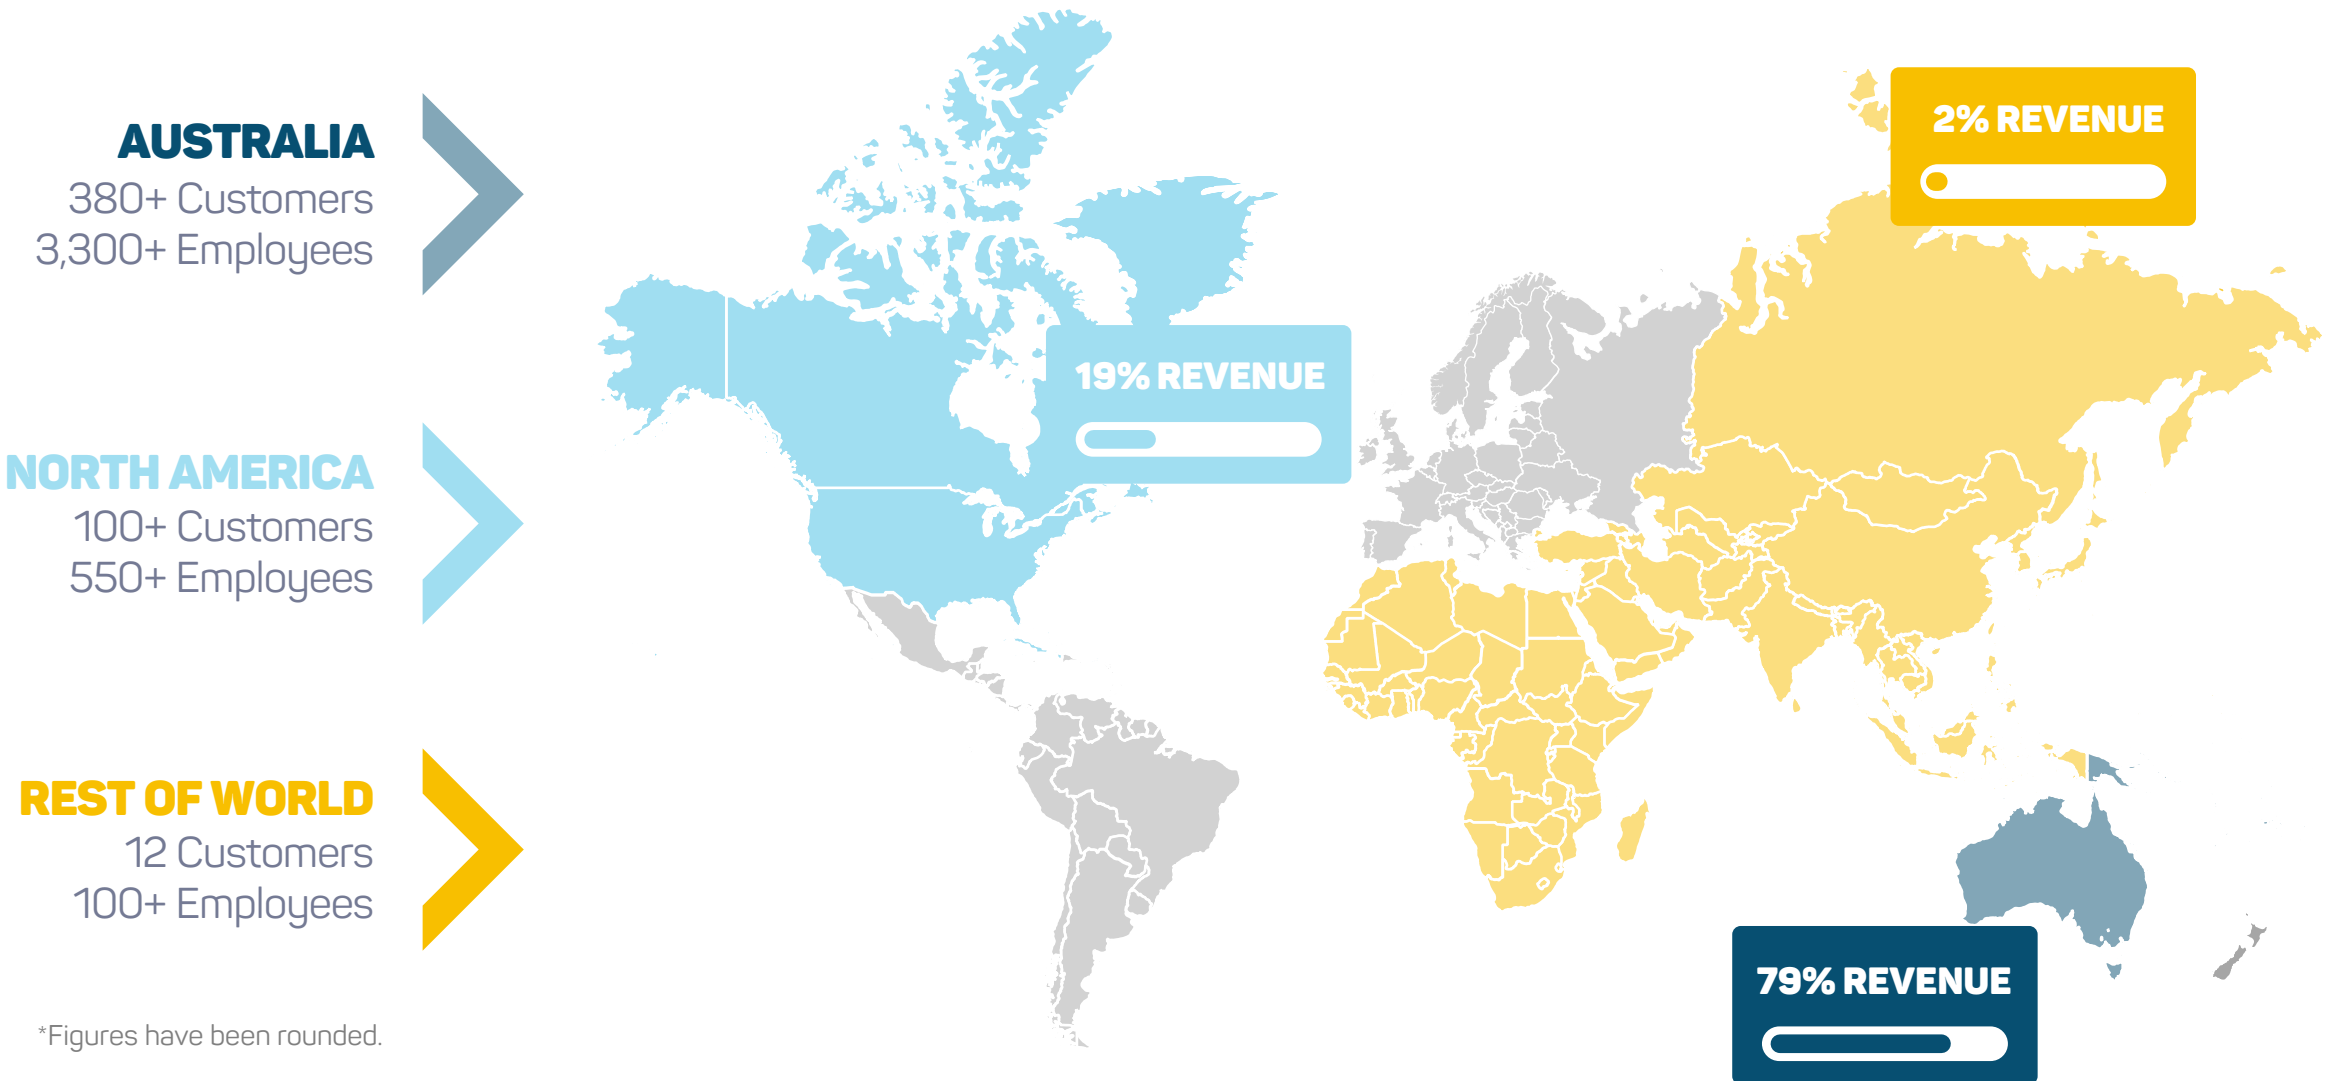 AUSTRALIA
380+ Customers
3,300+ Employees
NORTH AMERICA
100+ Customers
550+ Employees
REST OF WORLD
12 Customers
100+ Employees
*Figures have been rounded.
2% REVENUE
19% REVENUE
79% REVENUE